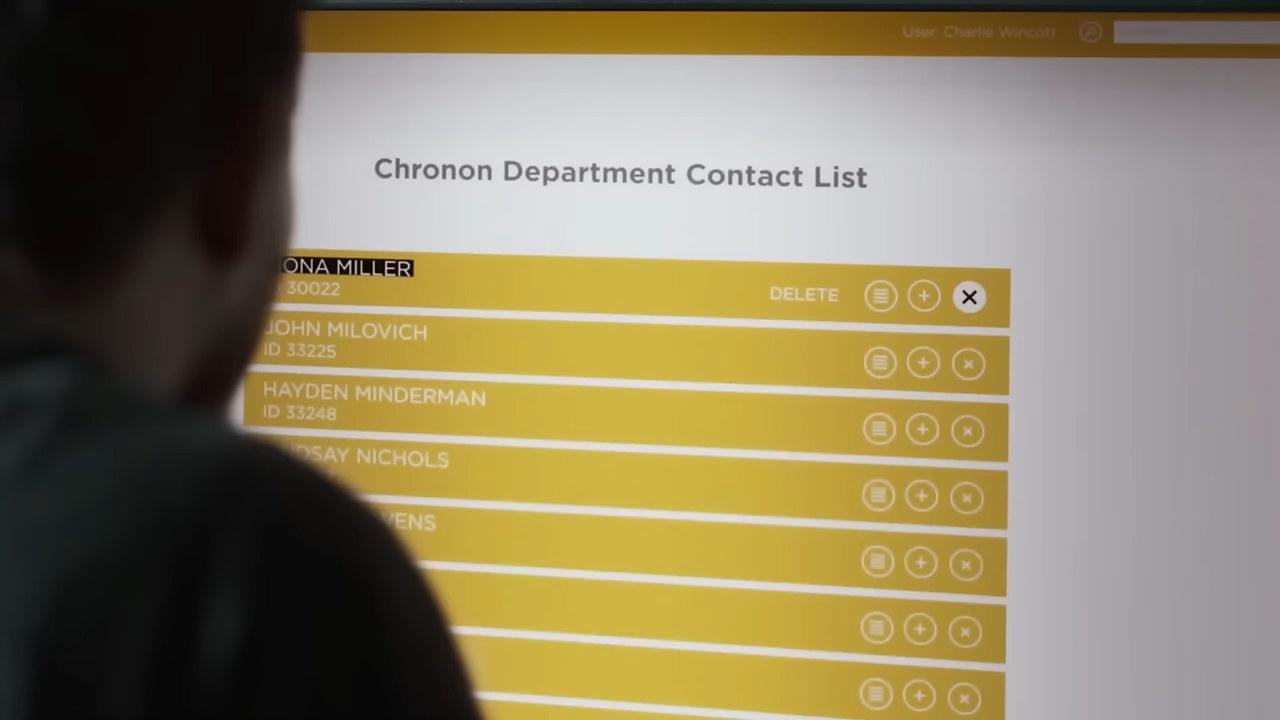 User: Charlie Wincott
Chronon Department Contact List
ONA MILLER
30022
DELETE
JOHN MILOVICH
ID 33225
HAYDEN MINDERMAN
ID 33248
DSAY NICHOLS
VENS